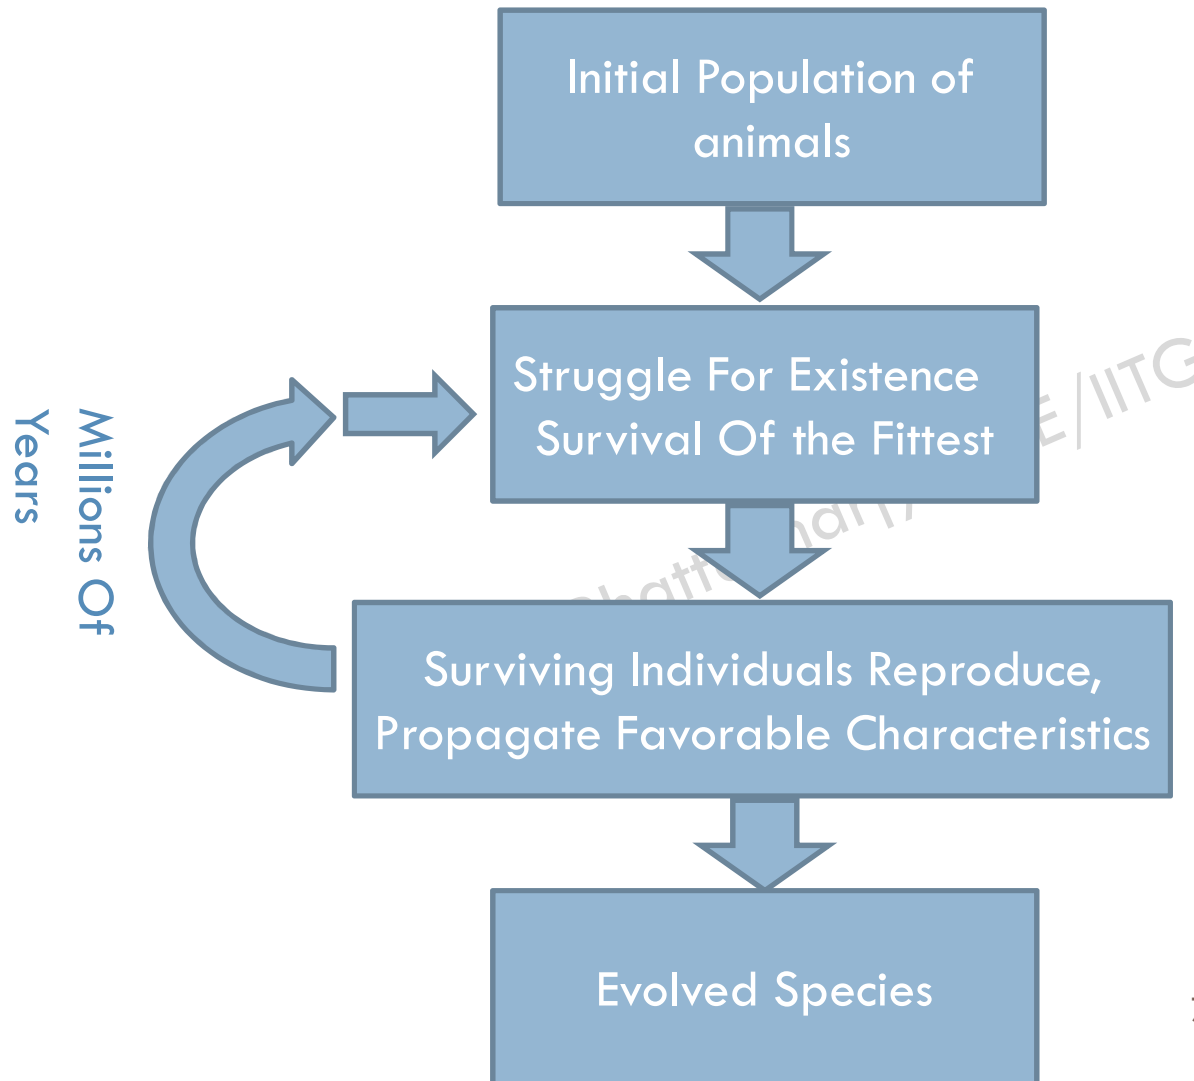 Initial Population of
animals
Struggle For Existence
Survival Of the Fittest
Millions Of
Years
Surviving Individuals Reproduce,
Propagate Favorable Characteristics
Evolved Species
/IITG